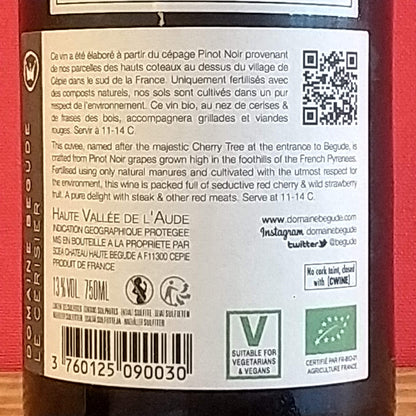 Ce vin a été élaboré à partir du cépage Pinot Noir provenant
de nos parcelles des hauts coteaux au dessus du village de
Cépie dans le sud de la France. Uniquement fertilisés avec
des composts naturels, nos sols sont cultivés dans un pur
respect de l'environnement. Ce vin bio, au nez de cerises &
de fraises des bois, accompagnera grillades et viandes
rouges. Servir à 11-14 C.
This cuvee, named after the majestic Cherry Tree at the entrance to Begude, is
crafted from Pinot Noir grapes grown high in the foothills of the French Pyrenees.
Fertilised using only natural manures and cultivated with the utmost respect for
the environment, this wine is packed full of seductive red cherry & wild strawberry
fruit. A pure delight with steak & other red meats. Serve at 11-14 C.
HAUTE VALLÉE DE L'AUDE
INDICATION GEOGRAPHIQUE PROTEGEE
MIS EN BOUTEILLE A LA PROPRIETE PAR
SCEA CHATEAU HAUTE BEGUDE A F11300 CEPIE
PRODUIT DE FRANCE
13% VOL. 750ML
www.domainebegude.com
Instagram domainebegude
twitter @begude
No cork taint, closed
with [CWINE]
3 760125 090030
V
SUITABLE FOR
VEGETARIANS
& VEGANS
CERTIFIÉ PAR FR-BIO-01
AGRICULTURE FRANCE
DOMAINE BEGUDE
LE CERISIER